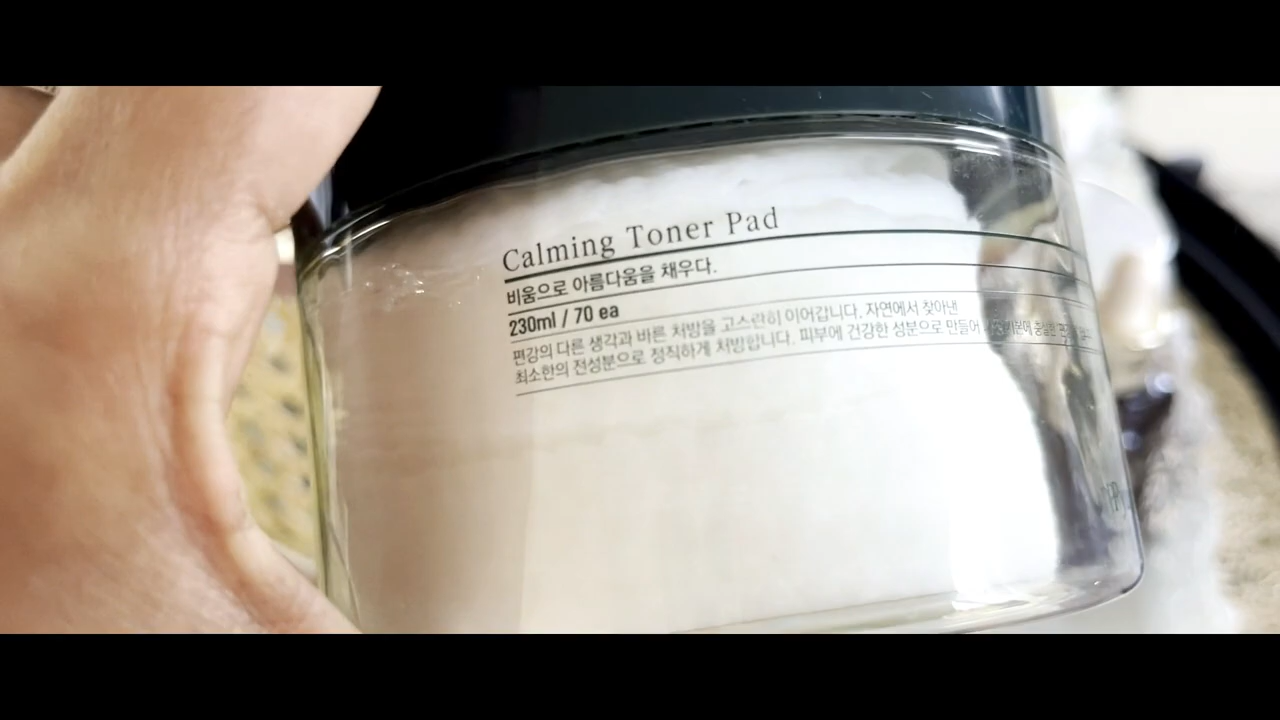 Calming Toner Pad
비움으로 아름다움을 채우다.
230ml / 70 ea
편강의 다른 생각과 바른 처방을 고스란히 이어갑니다. 자연에서 찾아낸
최소한의 전성분으로 정직하게 처방합니다. 피부에 건강한 성분으로 만들어